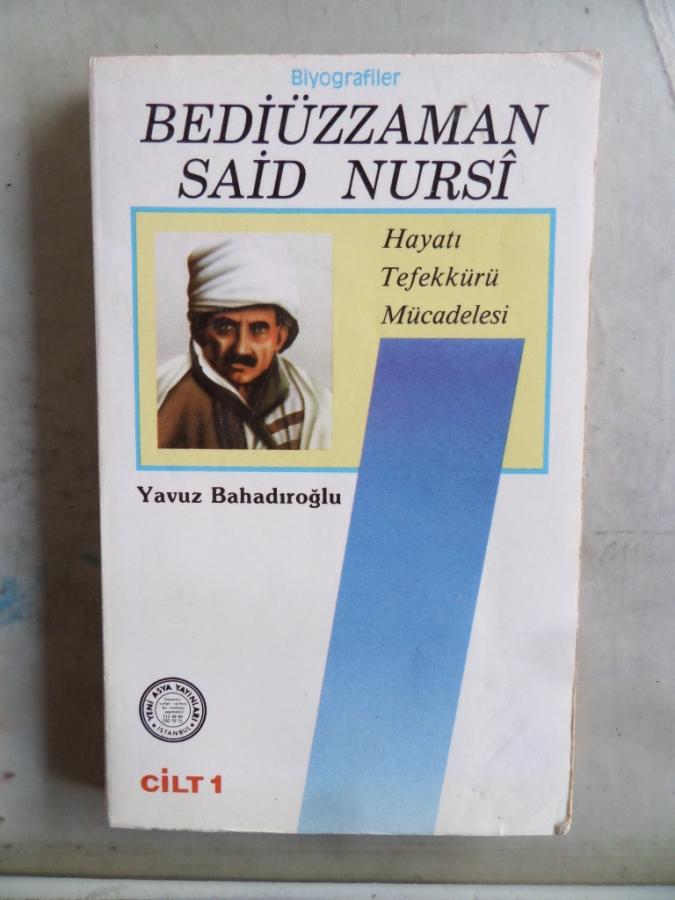 Biyografiler
BEDİÜZZAMAN
SAİD NURSÎ
Hayatı
Tefekkürü
Mücadelesi
Yavuz Bahadıroğlu
YENİ ASYA YAYINLARI
İSTANBUL
CİLT 1